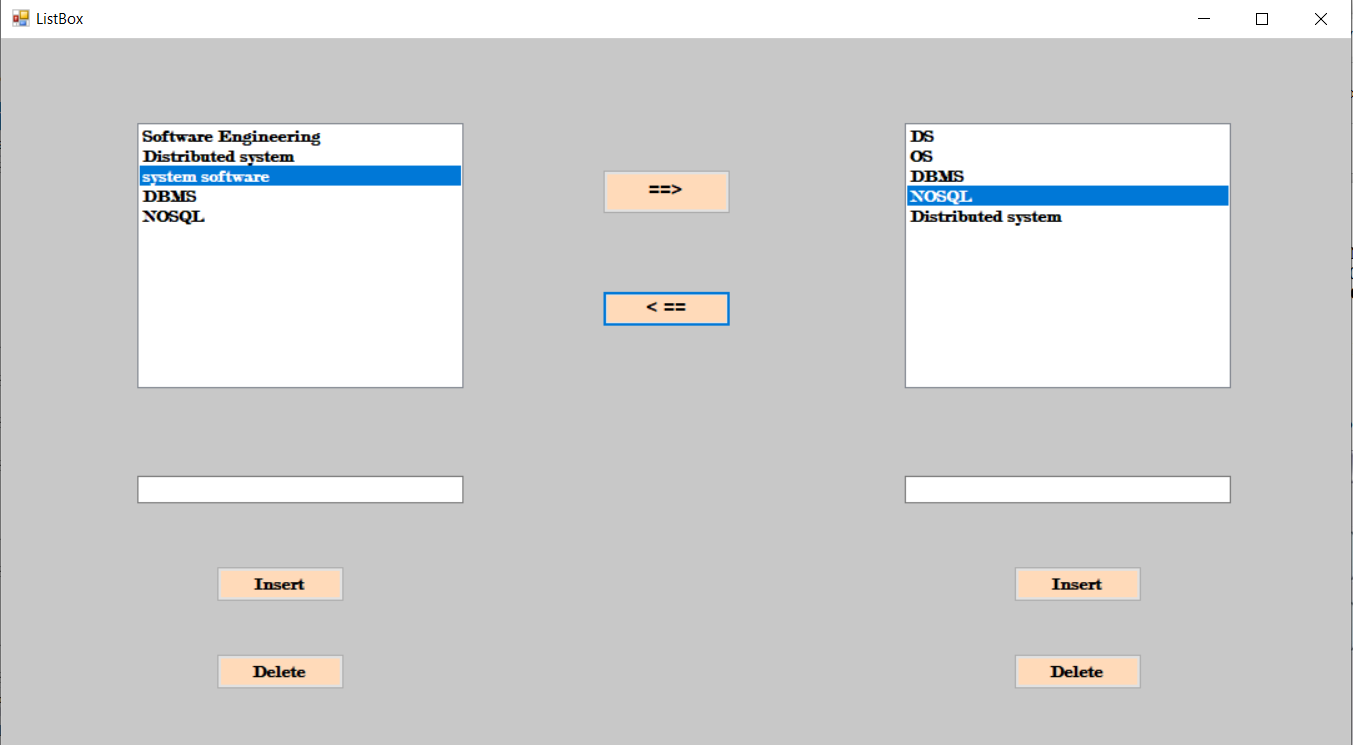 ListBox
Software Engineering
Distributed system
system software
DBMS
NOSQL
==>
< ==
DS
OS
DBMS
NOSQL
Distributed system
Insert
Delete
Insert
Delete